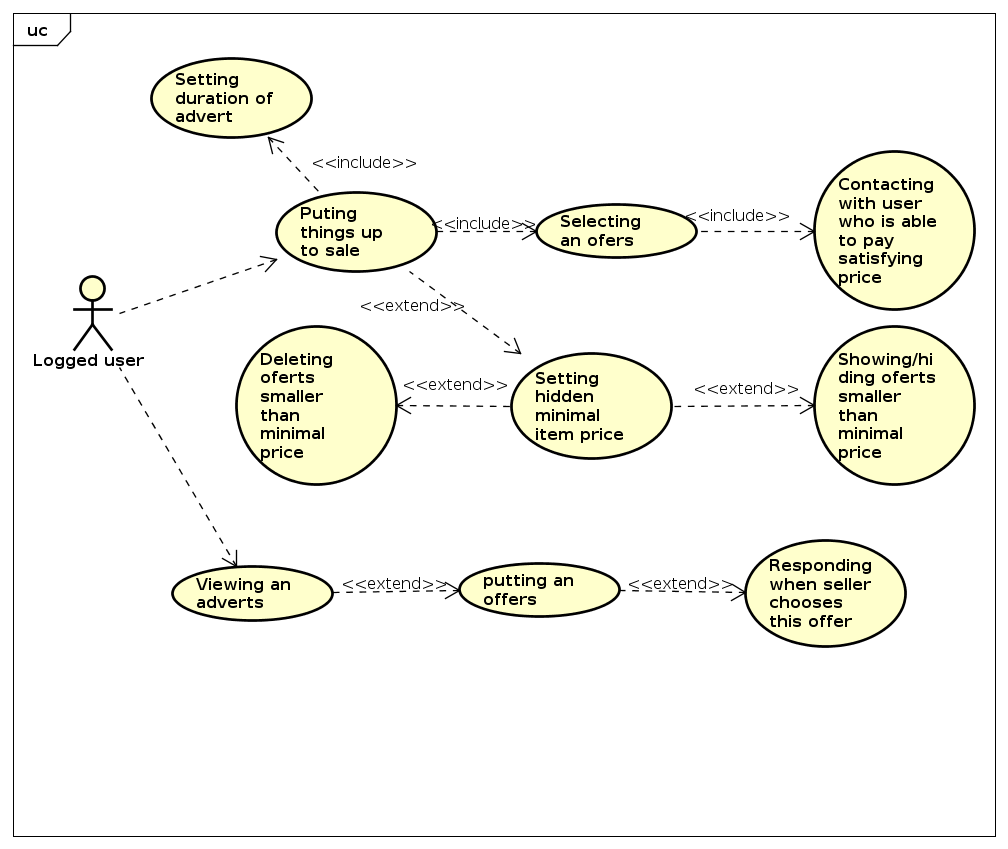 uc
Setting
duration of
advert
<<include>>
Puting
things up
to sale
<<include>>
Selecting
an ofers
<<include>>
Contacting
with user
who is able
to pay
satisfying
price
<<extend>>
Logged user
Deleting
oferts
smaller
than
minimal
price
<<extend>>
Setting
hidden
minimal
item price
<<extend>>
Showing/hi
ding oferts
smaller
than
minimal
price
Viewing an
adverts
<<extend>>
putting an
offers
<<extend>>
Responding
when seller
chooses
this offer